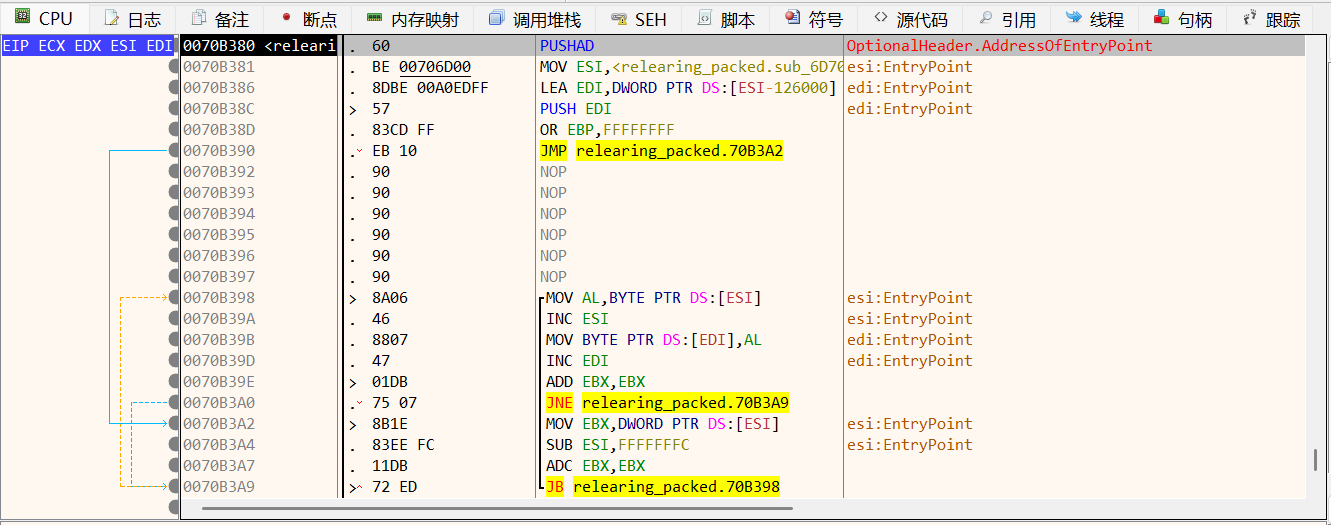 CPU 日志 备注 断点 内存映射 调用堆栈 SEH 脚本 符号 源代码 引用 线程 句柄 跟踪
EIP ECX EDX ESI EDI 0070B380 <releari . 60 PUSHAD OptionalHeader.AddressOfEntryPoint
0070B381 . BE 00706D00 MOV ESI,<relearing_packed.sub_6D70 esi:EntryPoint
0070B386 . 8DBE 00A0EDFF LEA EDI,DWORD PTR DS:[ESI-126000] edi:EntryPoint
0070B38C > 57 PUSH EDI edi:EntryPoint
0070B38D . 83CD FF OR EBP,FFFFFFFF
0070B390 . EB 10 JMP relearing_packed.70B3A2
0070B392 . 90 NOP
0070B393 . 90 NOP
0070B394 . 90 NOP
0070B395 . 90 NOP
0070B396 . 90 NOP
0070B397 . 90 NOP
0070B398 > 8A06 MOV AL,BYTE PTR DS:[ESI] esi:EntryPoint
0070B39A . 46 INC ESI esi:EntryPoint
0070B39B . 8807 MOV BYTE PTR DS:[EDI],AL edi:EntryPoint
0070B39D . 47 INC EDI edi:EntryPoint
0070B39E > 01DB ADD EBX,EBX
0070B3A0 . 75 07 JNE relearing_packed.70B3A9
0070B3A2 > 8B1E MOV EBX,DWORD PTR DS:[ESI] esi:EntryPoint
0070B3A4 . 83EE FC SUB ESI,FFFFFFFC esi:EntryPoint
0070B3A7 . 11DB ADC EBX,EBX
0070B3A9 > 72 ED JB relearing_packed.70B398